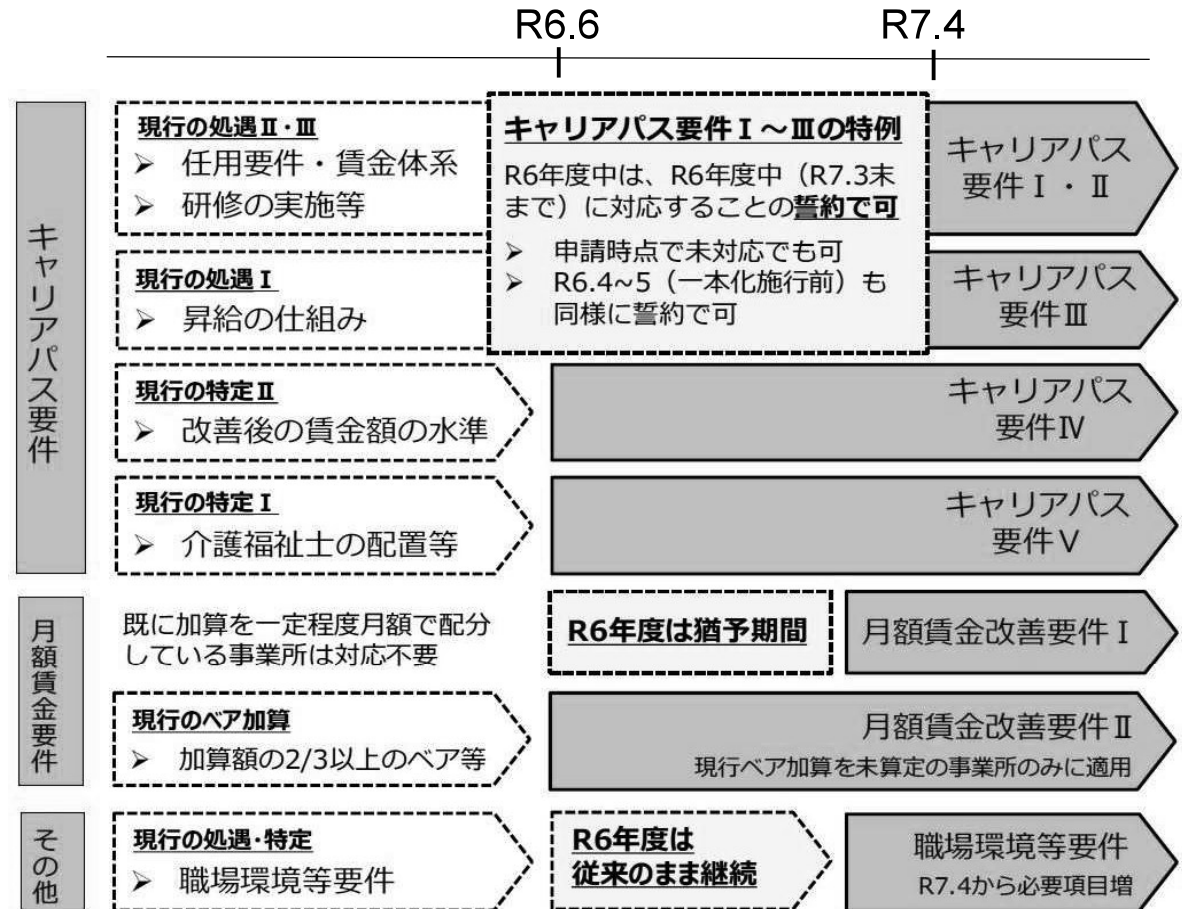 R6.6
R7.4
キャリアパス要件
現行の処遇Ⅱ・Ⅲ
➢ 任用要件・賃金体系
➢ 研修の実施等
キャリアパス要件Ⅰ～Ⅲの特例
R6年度中は、R6年度中（R7.3末
まで）に対応することの誓約で可
➢ 申請時点で未対応でも可
➢ R6.4~5（一本化施行前）も
同様に誓約で可
キャリアパス
要件Ⅰ・Ⅱ
現行の処遇Ⅰ
➢ 昇給の仕組み
キャリアパス
要件Ⅲ
現行の特定Ⅱ
➢ 改善後の賃金額の水準
キャリアパス
要件Ⅳ
現行の特定Ⅰ
➢ 介護福祉士の配置等
キャリアパス
要件Ⅴ
月額賃金要件
既に加算を一定程度月額で配分
している事業所は対応不要
R6年度は猶予期間
月額賃金改善要件Ⅰ
現行のベア加算
➢ 加算額の2/3以上のベア等
月額賃金改善要件Ⅱ
現行ベア加算を未算定の事業所のみに適用
その他
現行の処遇・特定
➢ 職場環境等要件
R6年度は
従来のまま継続
職場環境等要件
R7.4から必要項目増